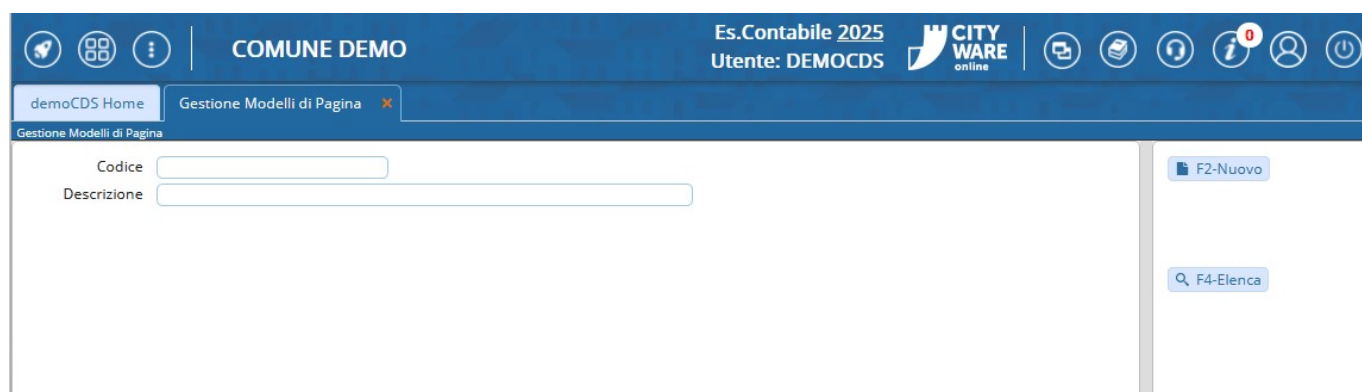 COMUNE DEMO
Es.Contabile 2025
Utente: DEMOCDS
CITY
WARE
online
0
demoCDS Home
Gestione Modelli di Pagina
Gestione Modelli di Pagina
Codice
F2-Nuovo
Descrizione
F4-Elenca